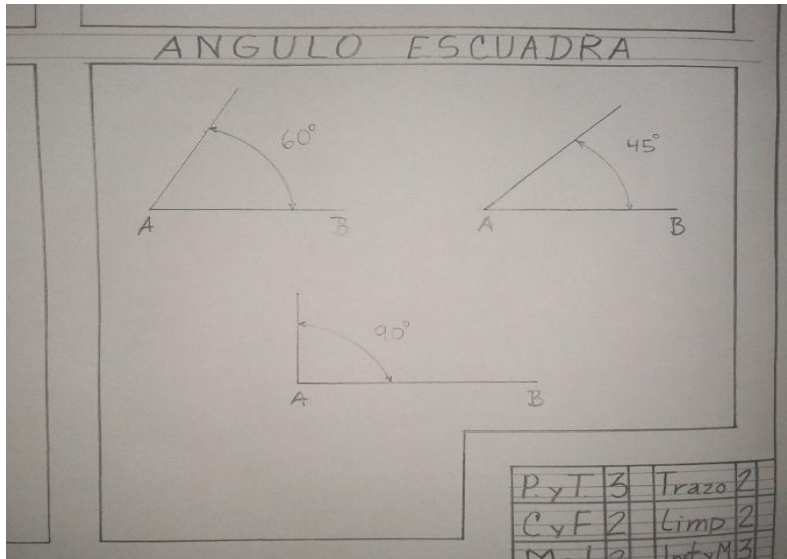 ANGULO ESCUADRA
60°
45°
A B
A B
90°
A B
P. y T. 3 Trazo 2
C y F 2 Limp 2